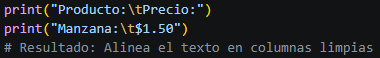 print("Producto:\tPrecio:")
print("Manzana:\t$1.50")
# Resultado: Alinea el texto en columnas limpias